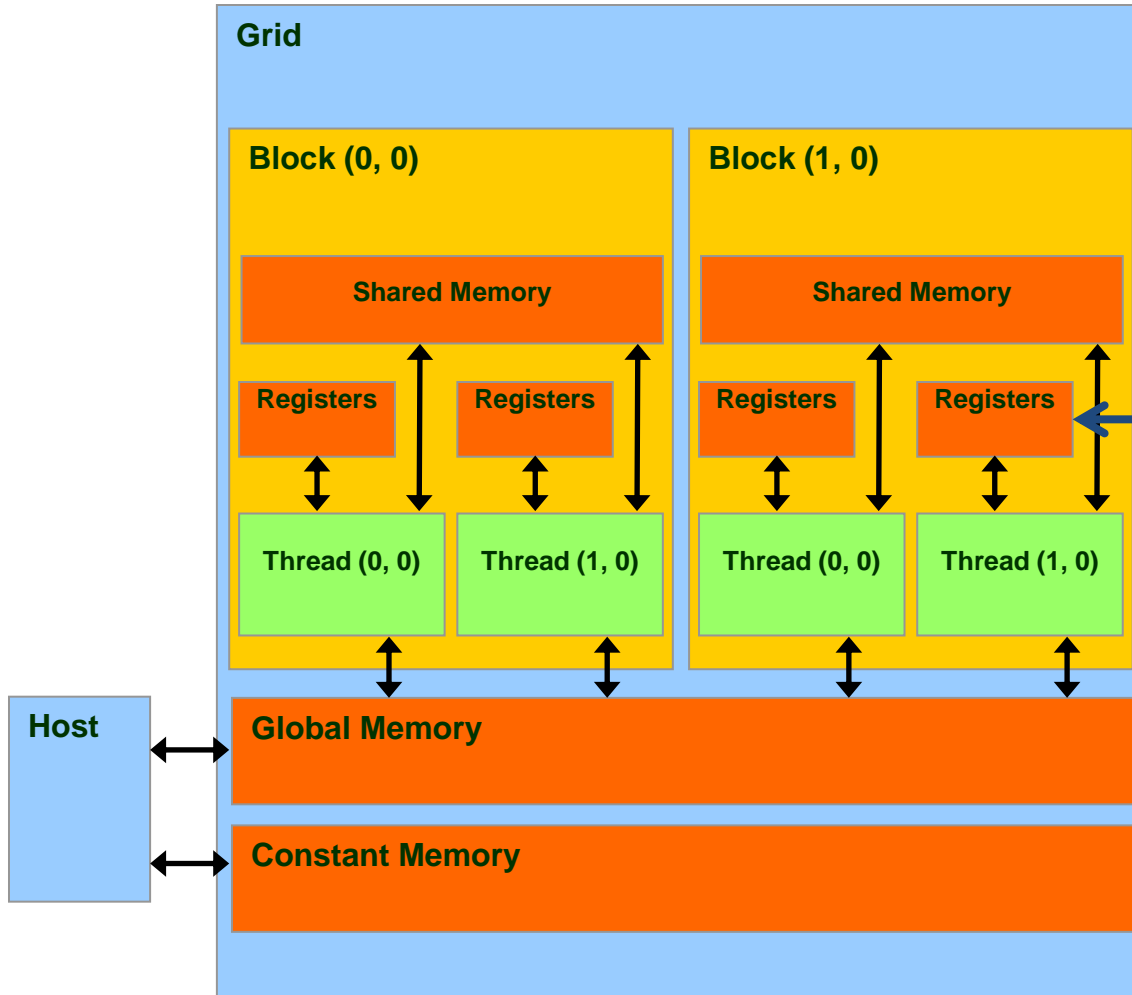 Grid
Block (0, 0)
Block (1, 0)
Shared Memory
Shared Memory
Registers
Registers
Registers
Registers
Thread (0, 0)
Thread (1, 0)
Thread (0, 0)
Thread (1, 0)
Host
Global Memory
Constant Memory